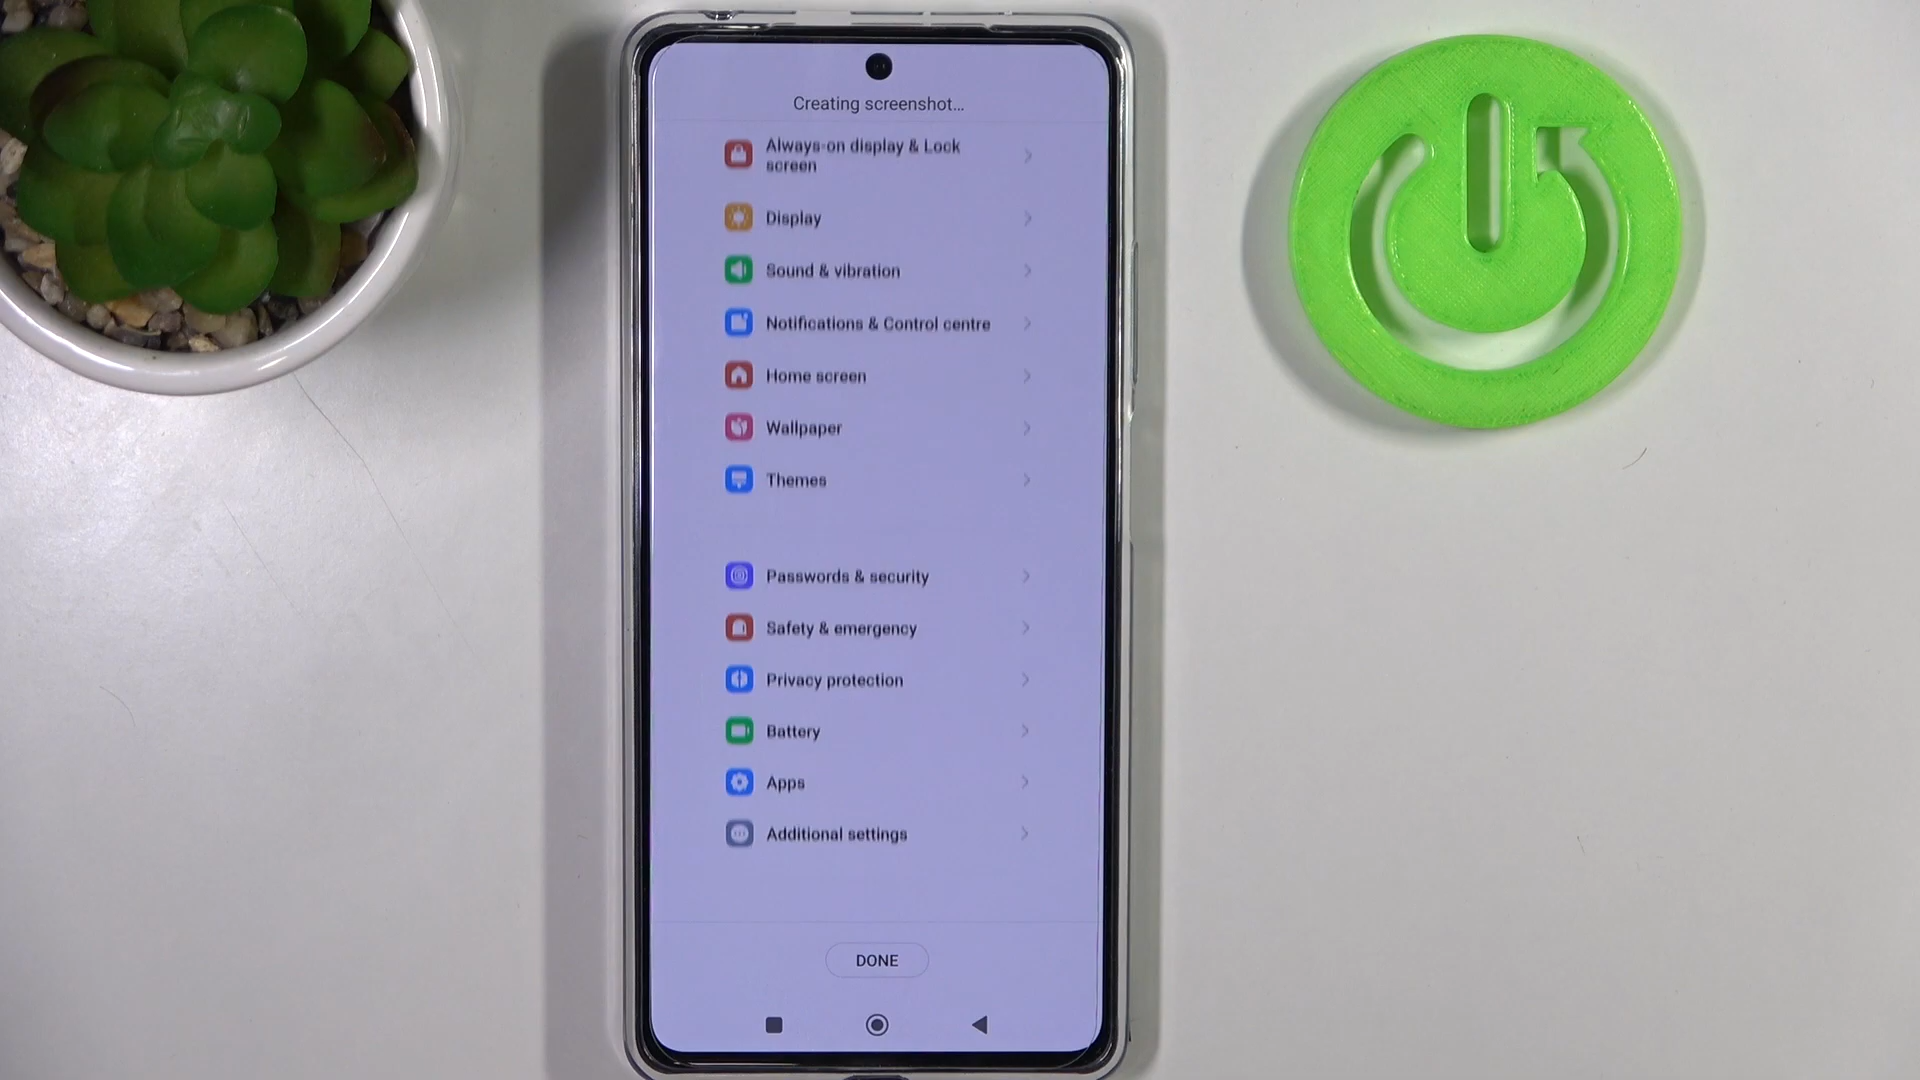 Creating screenshot...
Always-on display & Lock
screen
Display
Sound & vibration
Notifications & Control centre
Home screen
Wallpaper
Themes
Passwords & security
Safety & emergency
Privacy protection
Battery
Apps
Additional settings
DONE